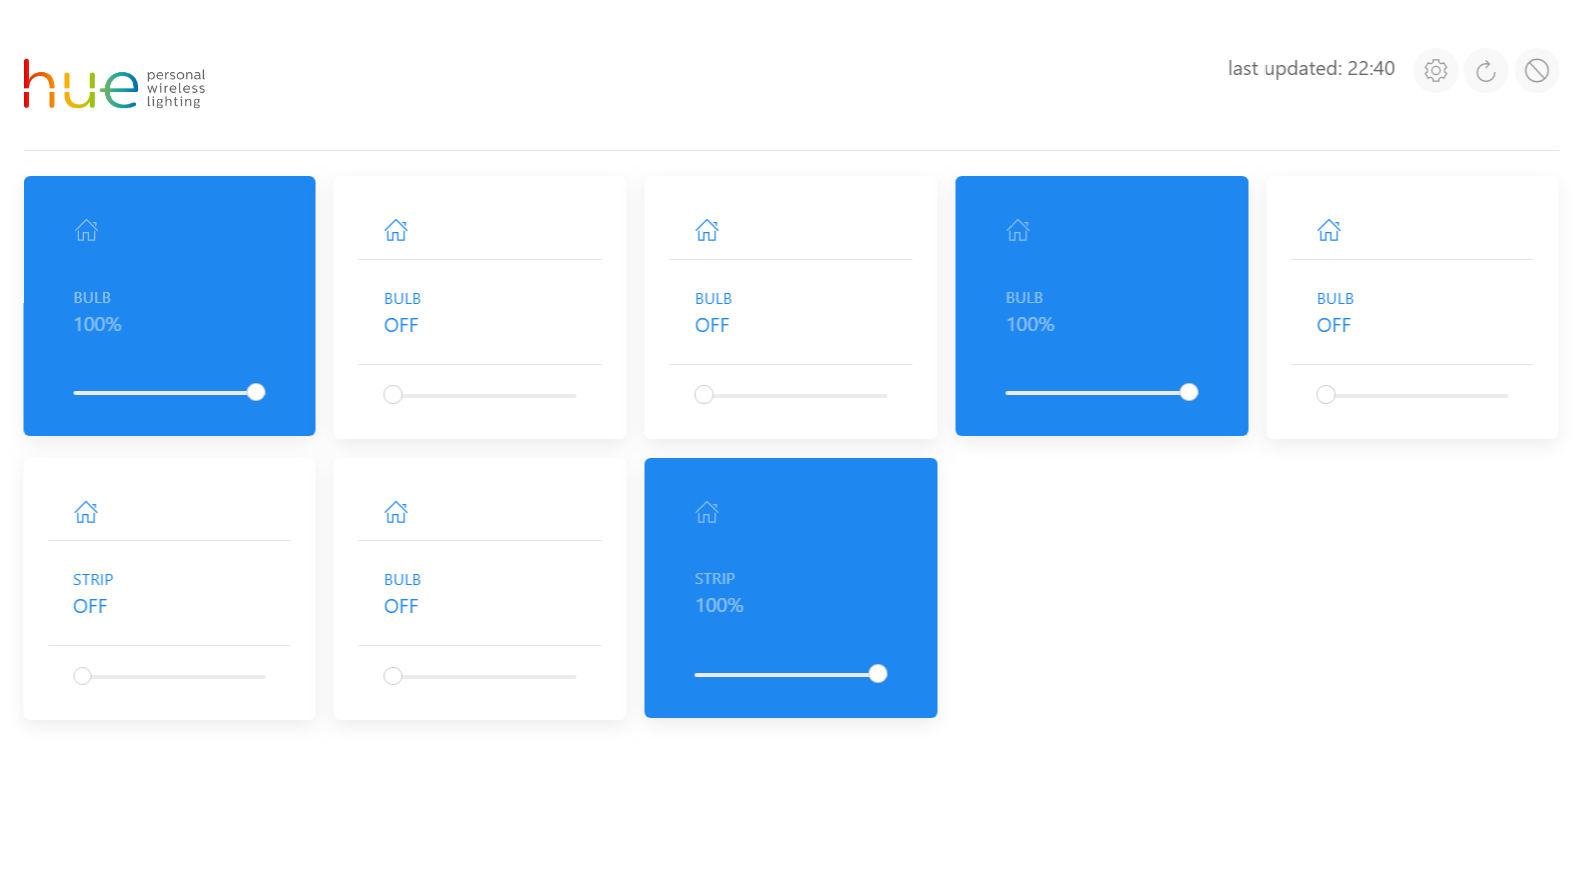 hue personal
wireless
lighting
last updated: 22:40
BULB
100%
BULB
OFF
BULB
OFF
BULB
100%
BULB
OFF
STRIP
OFF
BULB
OFF
STRIP
100%